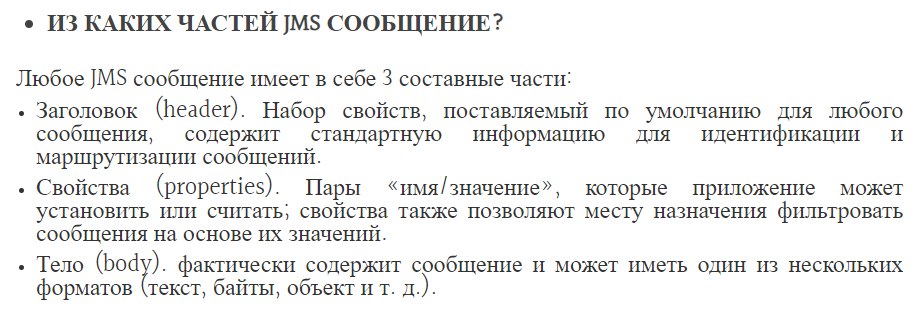 • ИЗ КАКИХ ЧАСТЕЙ JMS СООБЩЕНИЕ?
Любое JMS сообщение имеет в себе 3 составные части:
• Заголовок (header). Набор свойств, поставляемый по умолчанию для любого
сообщения, содержит стандартную информацию для идентификации и
маршрутизации сообщений.
• Свойства (properties). Пары «имя/значение», которые приложение может
установить или считать; свойства также позволяют месту назначения фильтровать
сообщения на основе их значений.
• Тело (body). фактически содержит сообщение и может иметь один из нескольких
форматов (текст, байты, объект и т. д.).